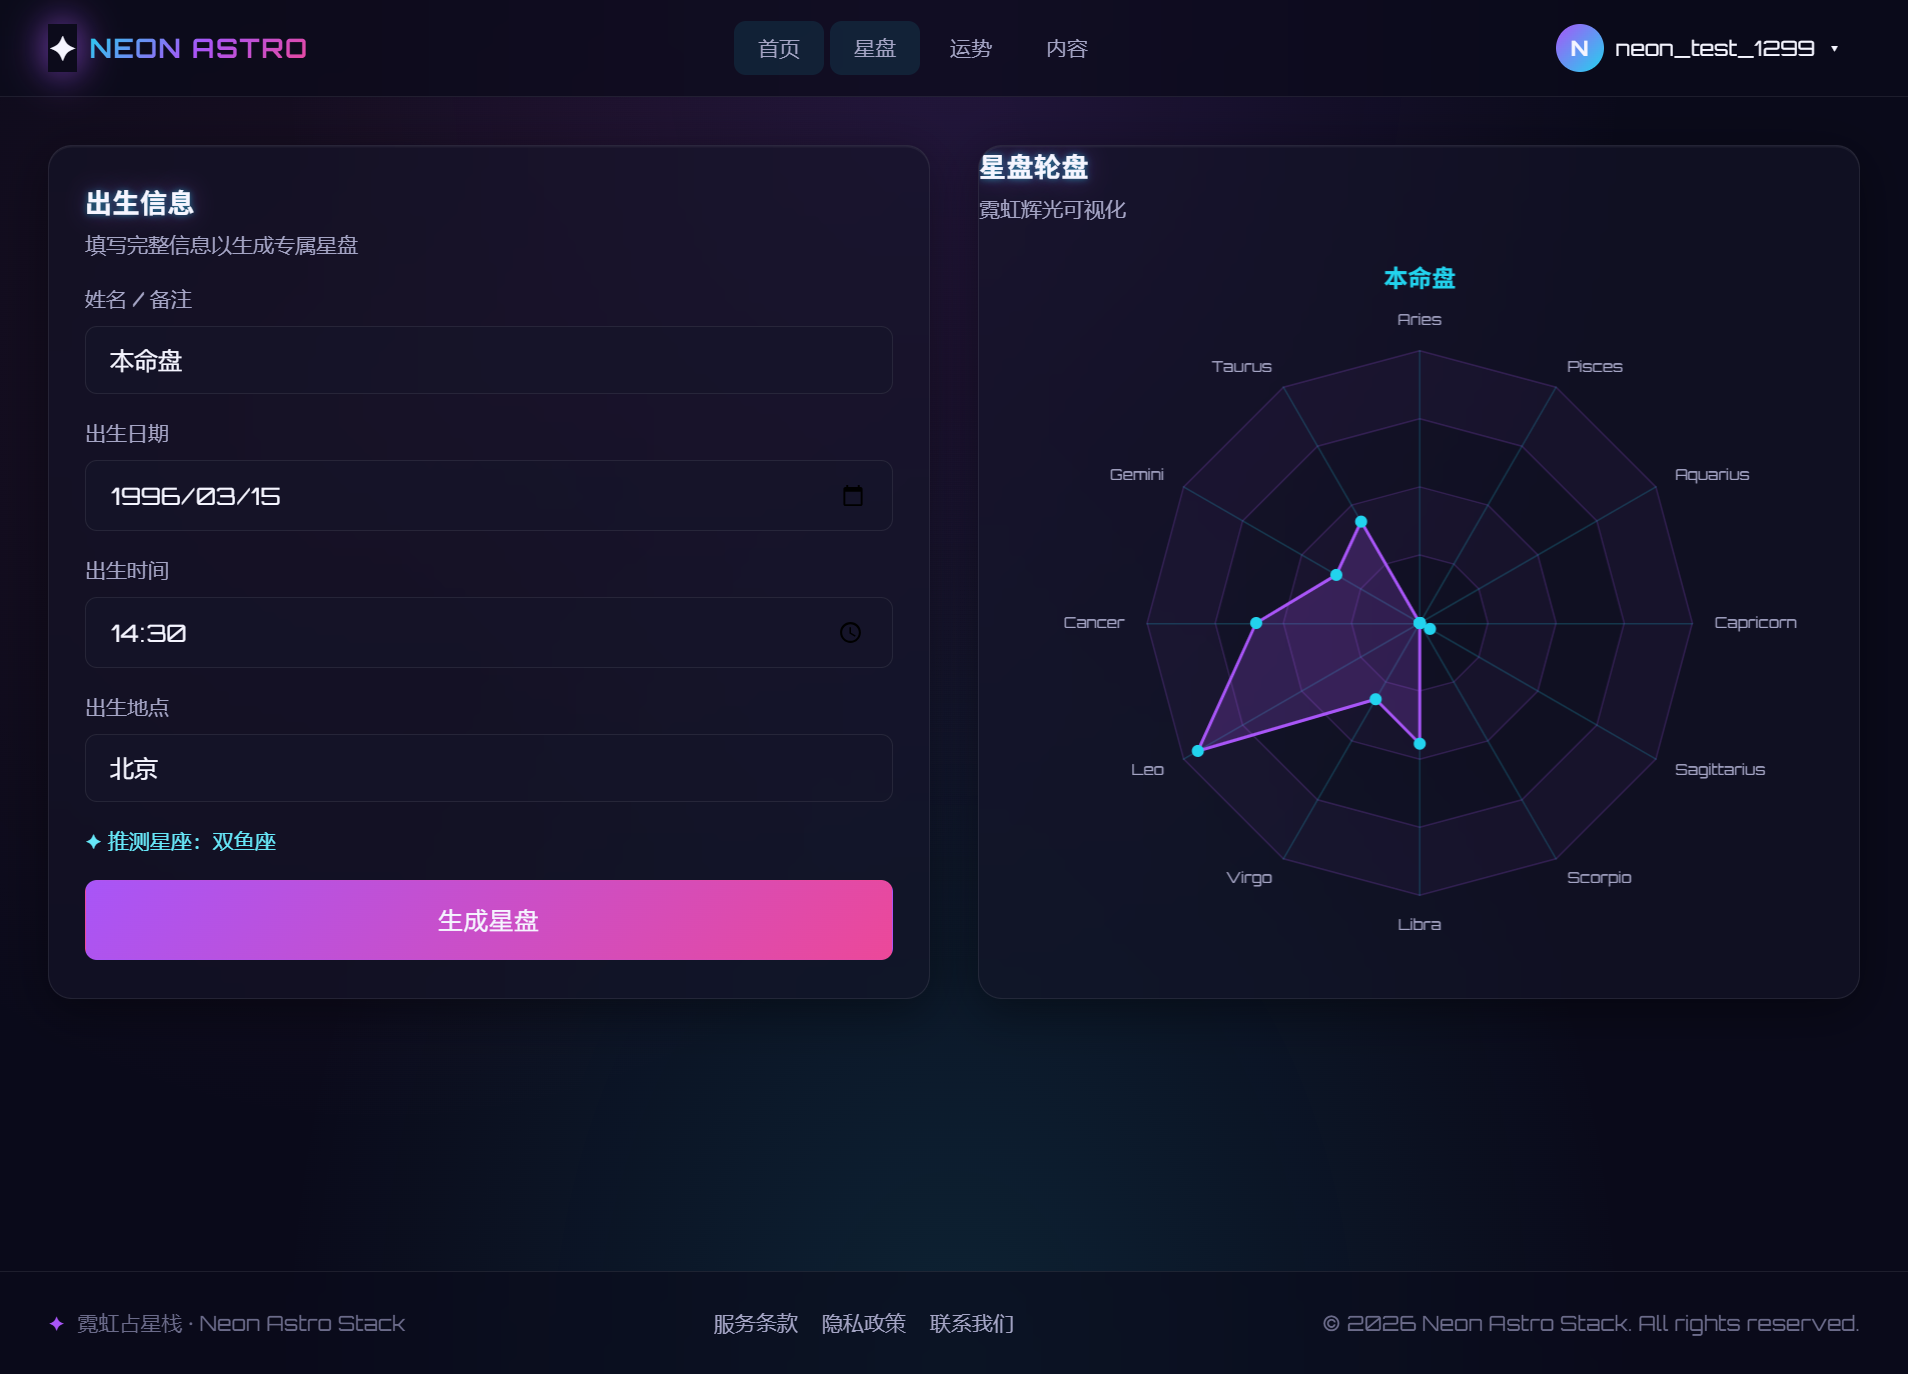 ✦ NEON ASTRO
首页 星盘 运势 内容
N neon_test_1299 ▾
出生信息
填写完整信息以生成专属星盘
姓名 / 备注
本命盘
出生日期
1996/03/15
出生时间
14:30
出生地点
北京
✦ 推测星座：双鱼座
生成星盘
星盘轮盘
霓虹辉光可视化
本命盘
Aries
Taurus
Pisces
Gemini
Aquarius
Cancer
Capricorn
Leo
Sagittarius
Virgo
Scorpio
Libra
✦ 霓虹占星栈 · Neon Astro Stack
服务条款 隐私政策 联系我们
© 2026 Neon Astro Stack. All rights reserved.